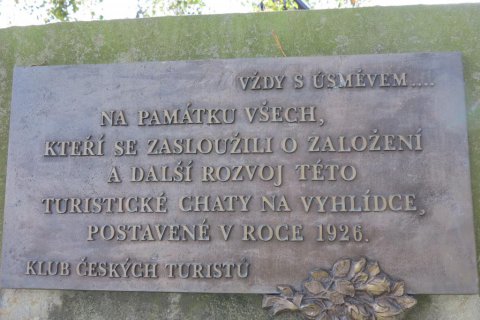 VŽDY S ÚSMĚVEM....
NA PAMÁTKU VŠECH,
KTEŘÍ SE ZASLOUŽILI O ZALOŽENÍ
A DALŠÍ ROZVOJ TÉTO
TURISTICKÉ CHATY NA VYHLÍDCE,
POSTAVENÉ V ROCE 1926.
KLUB ČESKÝCH TURISTŮ